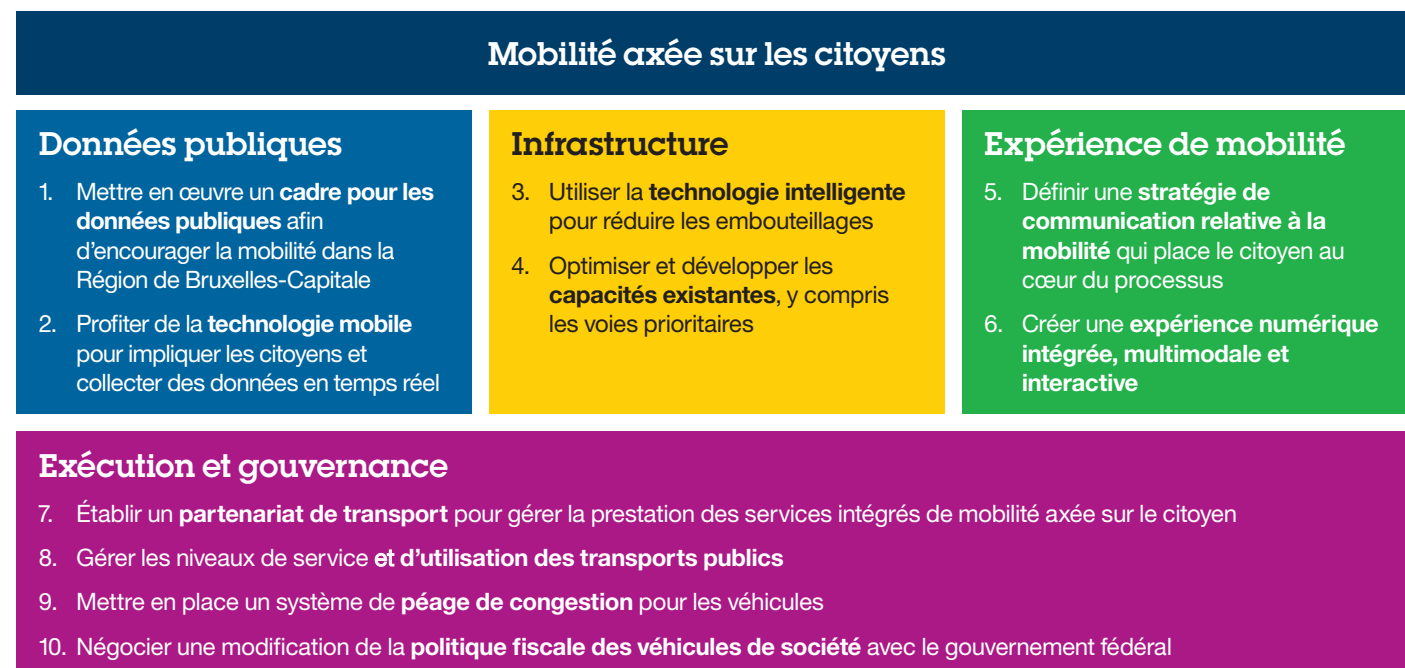 Mobilité axée sur les citoyens
Données publiques
1. Mettre en œuvre un cadre pour les
données publiques afin
d'encourager la mobilité dans la
Région de Bruxelles-Capitale
2. Profiter de la technologie mobile
pour impliquer les citoyens et
collecter des données en temps réel
Infrastructure
3. Utiliser la technologie intelligente
pour réduire les embouteillages
4. Optimiser et développer les
capacités existantes, y compris
les voies prioritaires
Expérience de mobilité
5. Définir une stratégie de
communication relative à la
mobilité qui place le citoyen au
cœur du processus
6. Créer une expérience numérique
intégrée, multimodale et
interactive
Exécution et gouvernance
7. Établir un partenariat de transport pour gérer la prestation des services intégrés de mobilité axée sur le citoyen
8. Gérer les niveaux de service et d'utilisation des transports publics
9. Mettre en place un système de péage de congestion pour les véhicules
10. Négocier une modification de la politique fiscale des véhicules de société avec le gouvernement fédéral